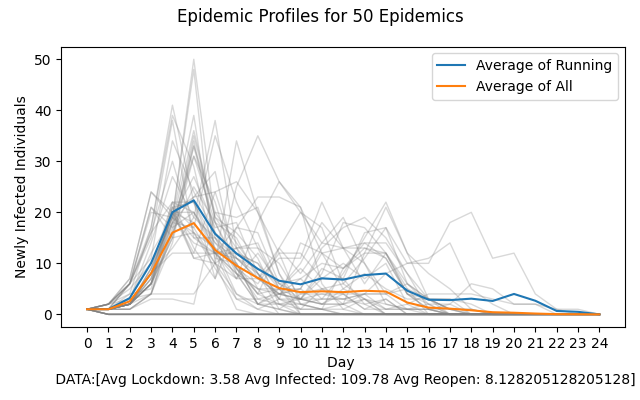 Epidemic Profiles for 50 Epidemics
Newly Infected Individuals
50
40
30
20
10
0
Average of Running
Average of All
0 1 2 3 4 5 6 7 8 9 10 11 12 13 14 15 16 17 18 19 20 21 22 23 24
Day
DATA:[Avg Lockdown: 3.58 Avg Infected: 109.78 Avg Reopen: 8.128205128205128]